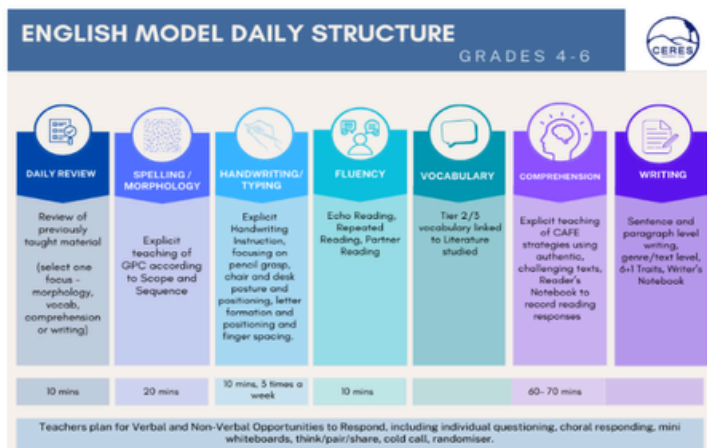 ENGLISH MODEL DAILY STRUCTURE
GRADES 4-6
CERES
DAILY REVIEW
Review of
previously
taught material
(select one
focus -
morphology,
vocab,
comprehension
or writing)
10 mins
SPELLING /
MORPHOLOGY
Explicit
teaching of
GPC according
to Scope and
Sequence
20 mins
HANDWRITING/
TYPING
Explicit
Handwriting
Instruction,
focusing on
pencil grasp,
chair and desk
posture and
positioning, letter
formation and
positioning and
finger spacing.
10 mins, 3 times a
week
FLUENCY
Echo Reading,
Repeated
Reading, Partner
Reading
10 mins
VOCABULARY
Tier 2/3
vocabulary linked
to Literature
studied
COMPREHENSION
Explicit teaching
of CAFE
strategies using
authentic,
challenging texts,
Reader's
Notebook to
record reading
responses
WRITING
Sentence and
paragraph level
writing,
genre/text level,
6+1 Traits, Writer's
Notebook
60- 70 mins
Teachers plan for Verbal and Non-Verbal Opportunities to Respond, including individual questioning, choral responding, mini
whiteboards, think/pair/share, cold call, randomiser.